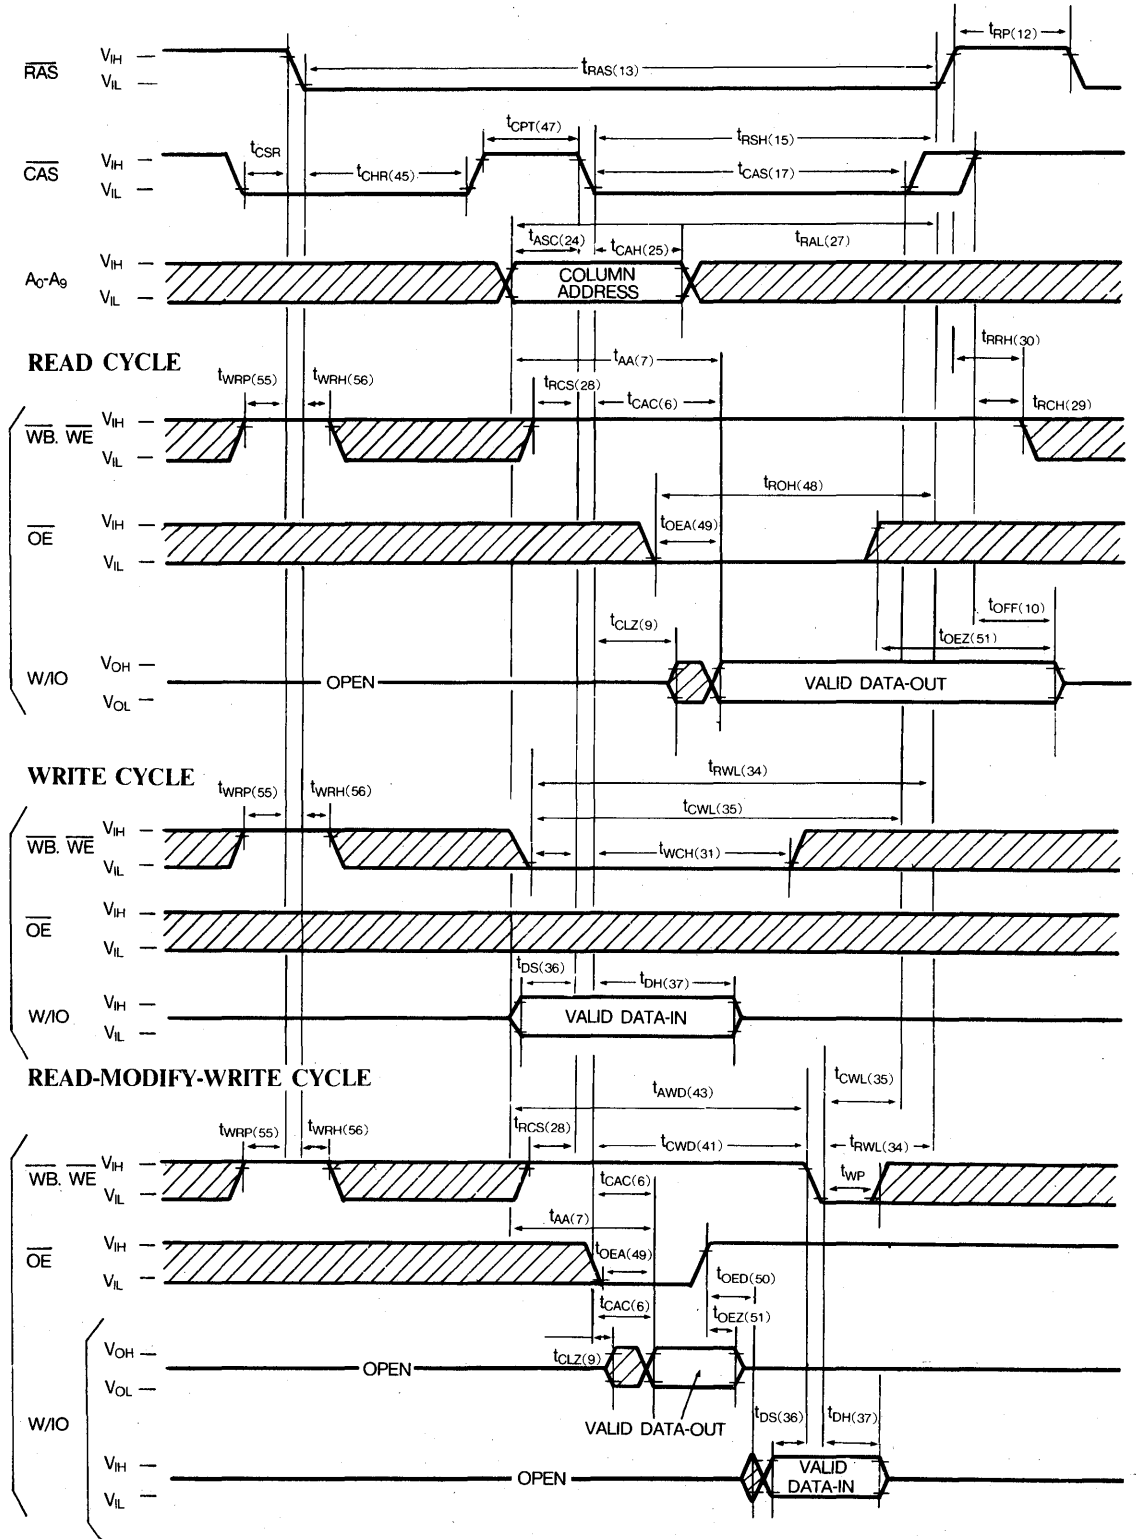 tRP(12)
RAS
VIH
VIL
tRAS(13)
tCPT(47)
tCSR
tRSH(15)
CAS
VIH
VIL
tCHR(45)
tCAS(17)
tASC(24)
tCAH(25)
tRAL(27)
A0-A9
VIH
VIL
COLUMN
ADDRESS
READ CYCLE
tRRH(30)
tAA(7)
tWRP(55)
tWRH(56)
tRCS(28)
tCAC(6)
tRCH(29)
WB. WE
VIH
VIL
tROH(48)
tOEA(49)
OE
VIH
VIL
tOFF(10)
tCLZ(9)
tOEZ(51)
W/IO
VOH
VOL
OPEN
VALID DATA-OUT
WRITE CYCLE
tRWL(34)
tWRP(55)
tWRH(56)
tCWL(35)
WB. WE
VIH
VIL
tWCH(31)
OE
VIH
VIL
tDS(36)
tDH(37)
W/IO
VIH
VIL
VALID DATA-IN
READ-MODIFY-WRITE CYCLE
tCWL(35)
tAWD(43)
tWRP(55)
tWRH(56)
tRCS(28)
tCWD(41)
tRWL(34)
WB. WE
VIH
VIL
tWP
tCAC(6)
tAA(7)
OE
VIH
VIL
tOEA(49)
tOED(50)
tCAC(6)
tOEZ(51)
W/IO
VOH
VOL
OPEN
tCLZ(9)
VALID DATA-OUT
tDS(36)
tDH(37)
VIH
VIL
OPEN
VALID
DATA-IN